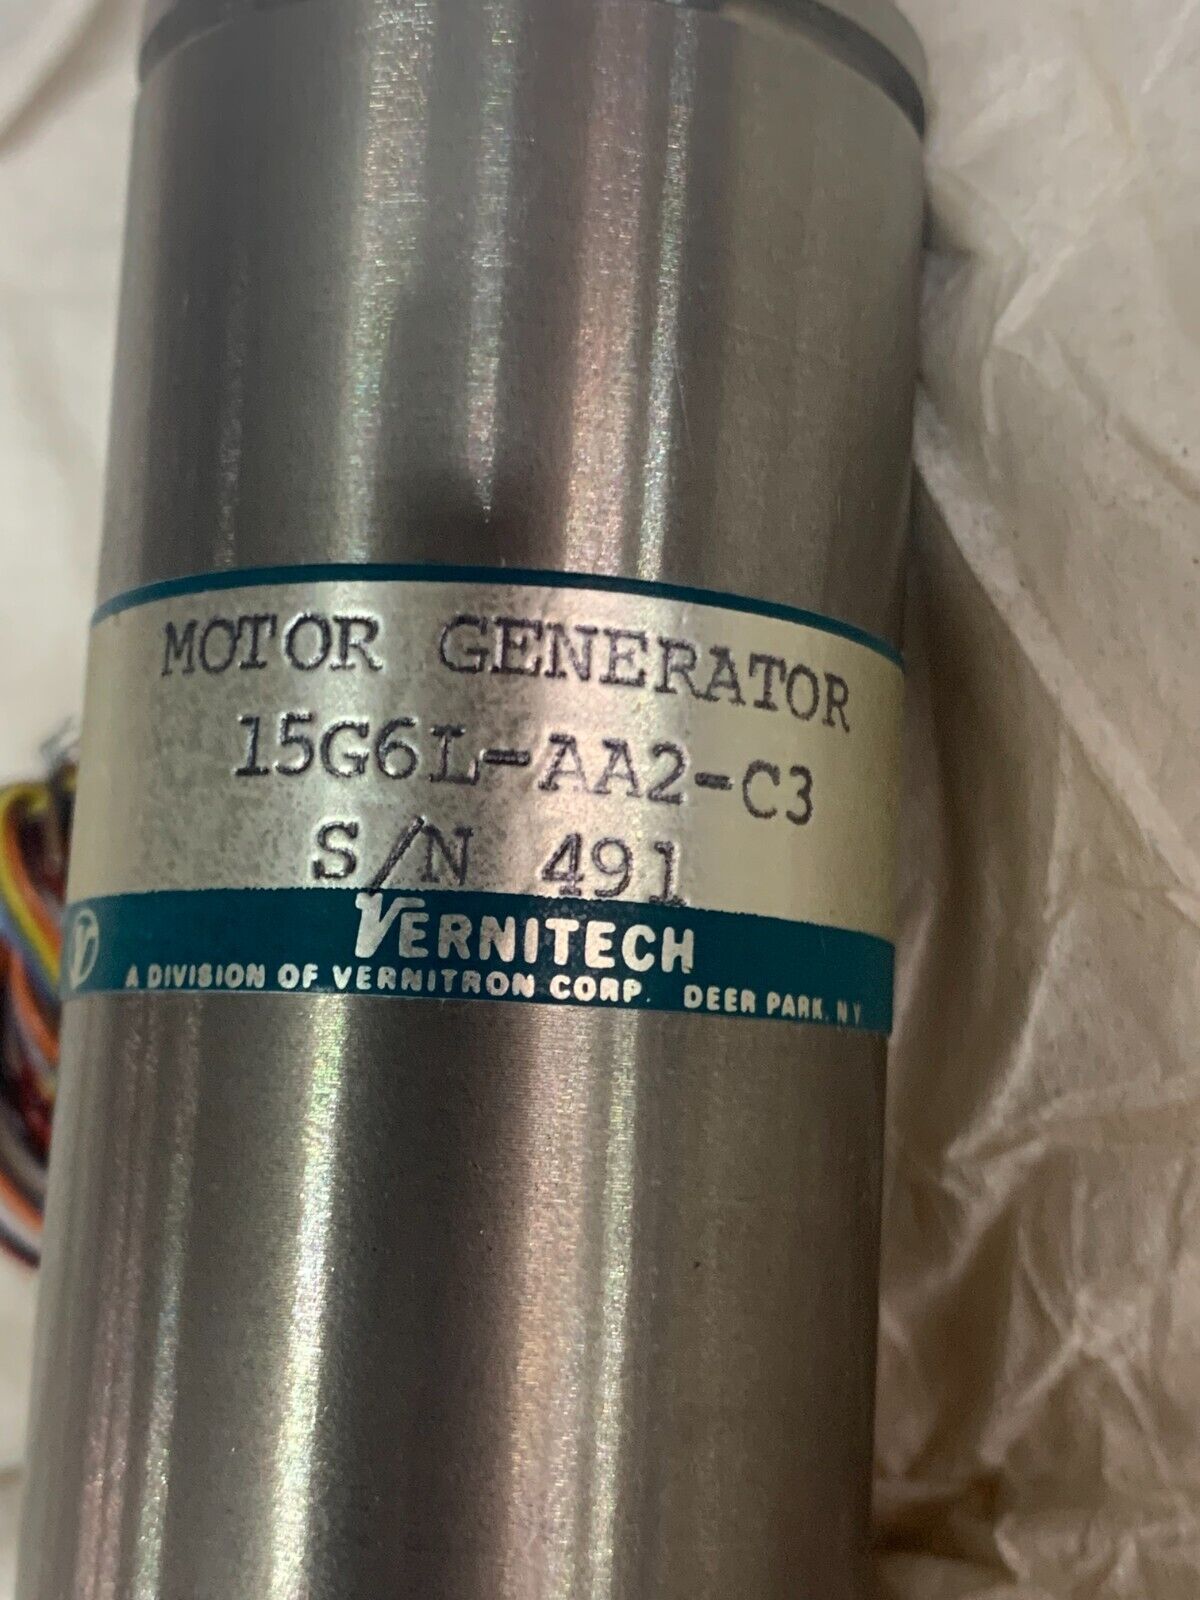 MOTOR GENERATOR
15G6L-AA2-C3
S/N 491
VERNITECH
A DIVISION OF VERNITRON CORP. DEER PARK, N Y